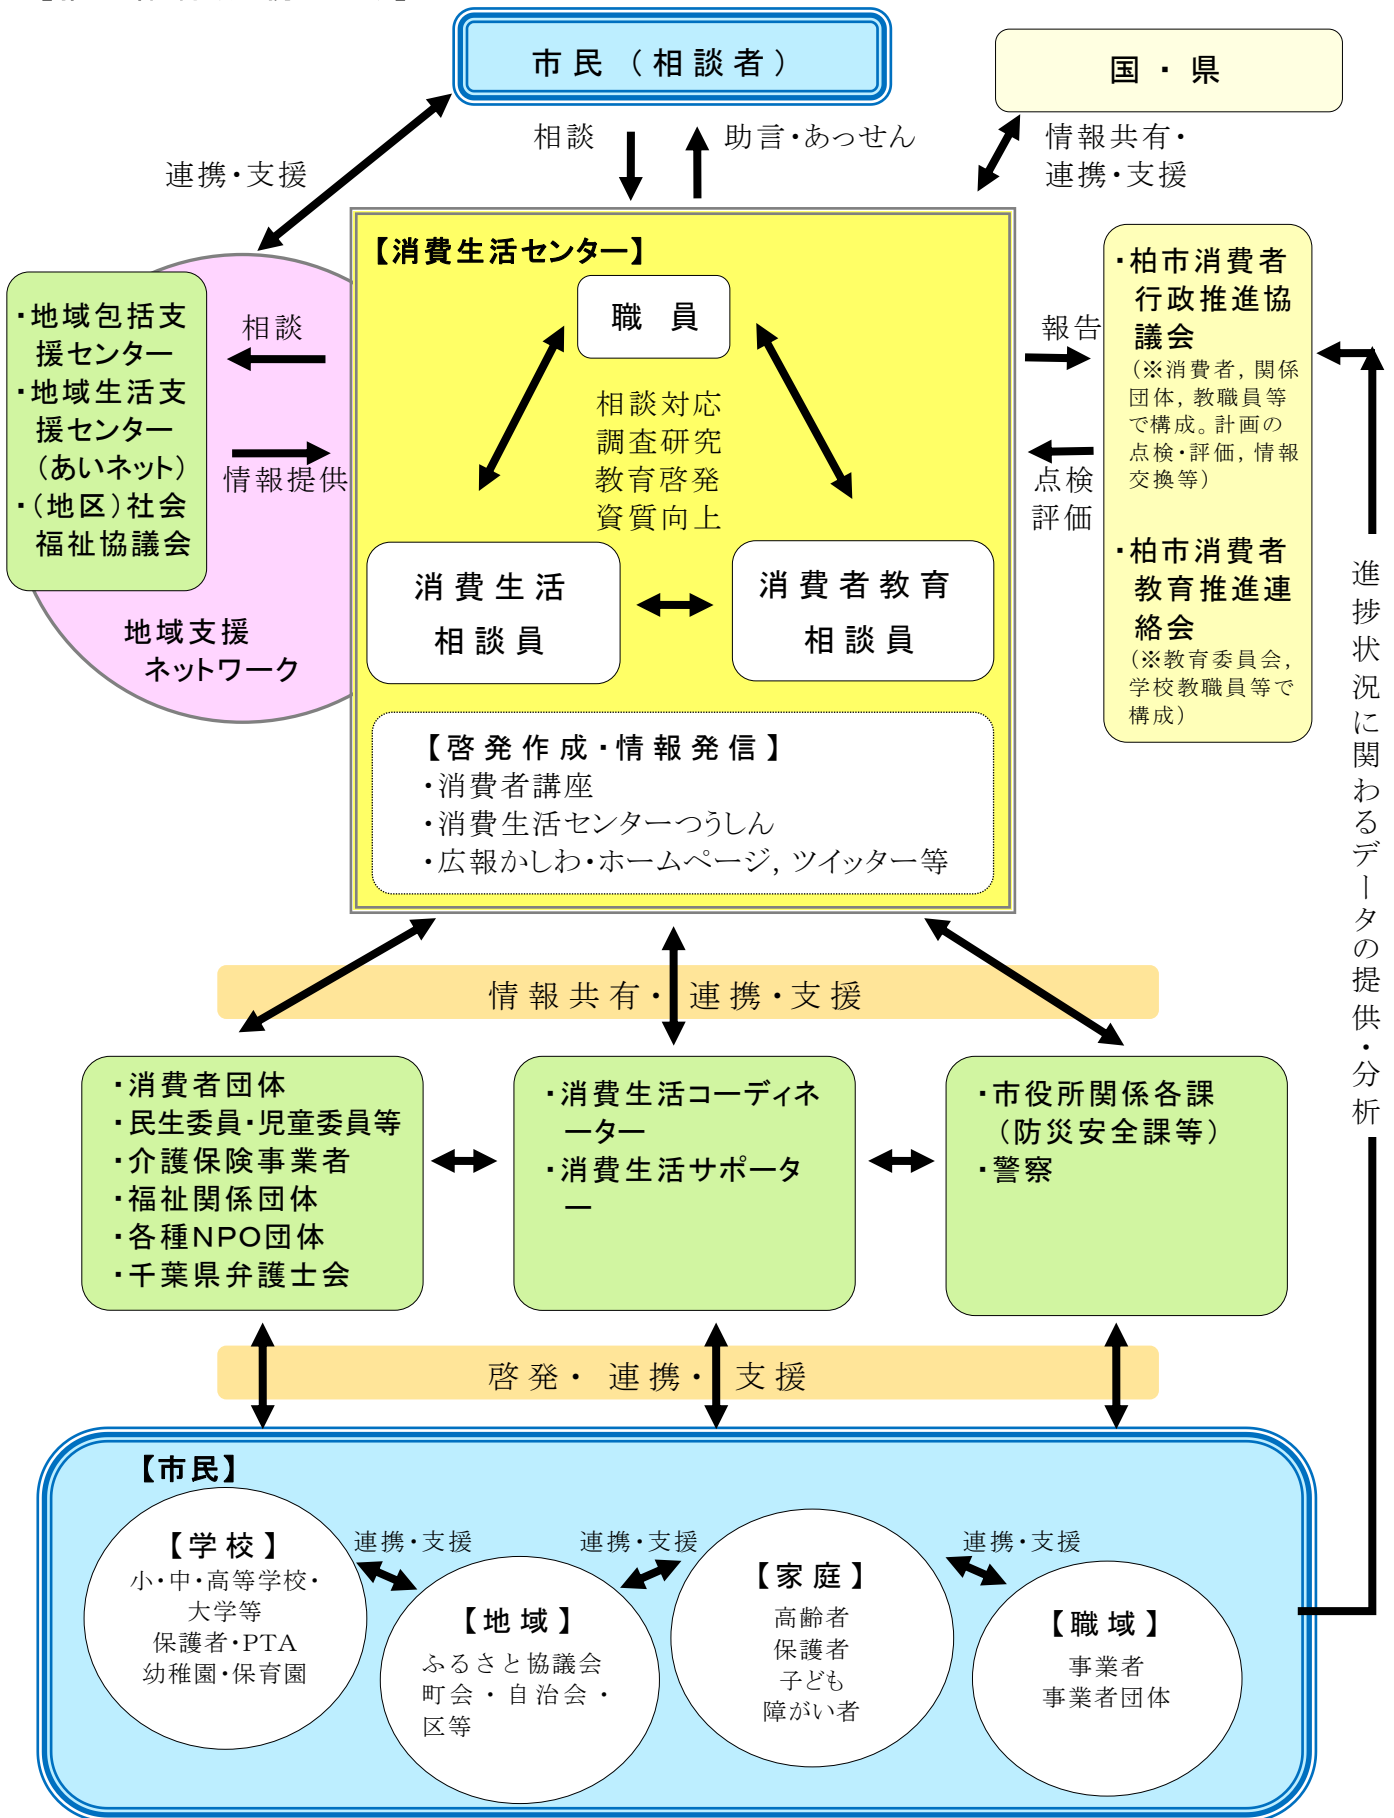 市民（相談者）
国・県
相談
助言・あっせん
情報共有・
連携・支援
連携・支援
【消費生活センター】
職 員
相談対応
調査研究
教育啓発
資質向上
消費生活
相談員
消費者教育
相談員
【啓発作成・情報発信】
・消費者講座
・消費生活センターつうしん
・広報かしわ・ホームページ, ツイッター等
・地域包括支
援センター
・地域生活支
援センター
（あいネット）
・（地区）社会
福祉協議会
相談
情報提供
地域支援
ネットワーク
報告
点検
評価
・柏市消費者
行政推進協
議会
（※消費者, 関係
団体, 教職員等
で構成。計画の
点検・評価, 情報
交換等）
・柏市消費者
教育推進連
絡会
（※教育委員会,
学校教職員等で
構成）
進捗状況に関わるデータの提供・分析
情報共有・連携・支援
・消費者団体
・民生委員・児童委員等
・介護保険事業者
・福祉関係団体
・各種NPO団体
・千葉県弁護士会
・消費生活コーディネ
ーター
・消費生活サポータ
ー
・市役所関係各課
（防災安全課等）
・警察
啓発・連携・支援
【市民】
【学校】
小・中・高等学校・
大学等
保護者・PTA
幼稚園・保育園
連携・支援
【地域】
ふるさと協議会
町会・自治会・
区等
連携・支援
【家庭】
高齢者
保護者
子ども
障がい者
連携・支援
【職域】
事業者
事業者団体